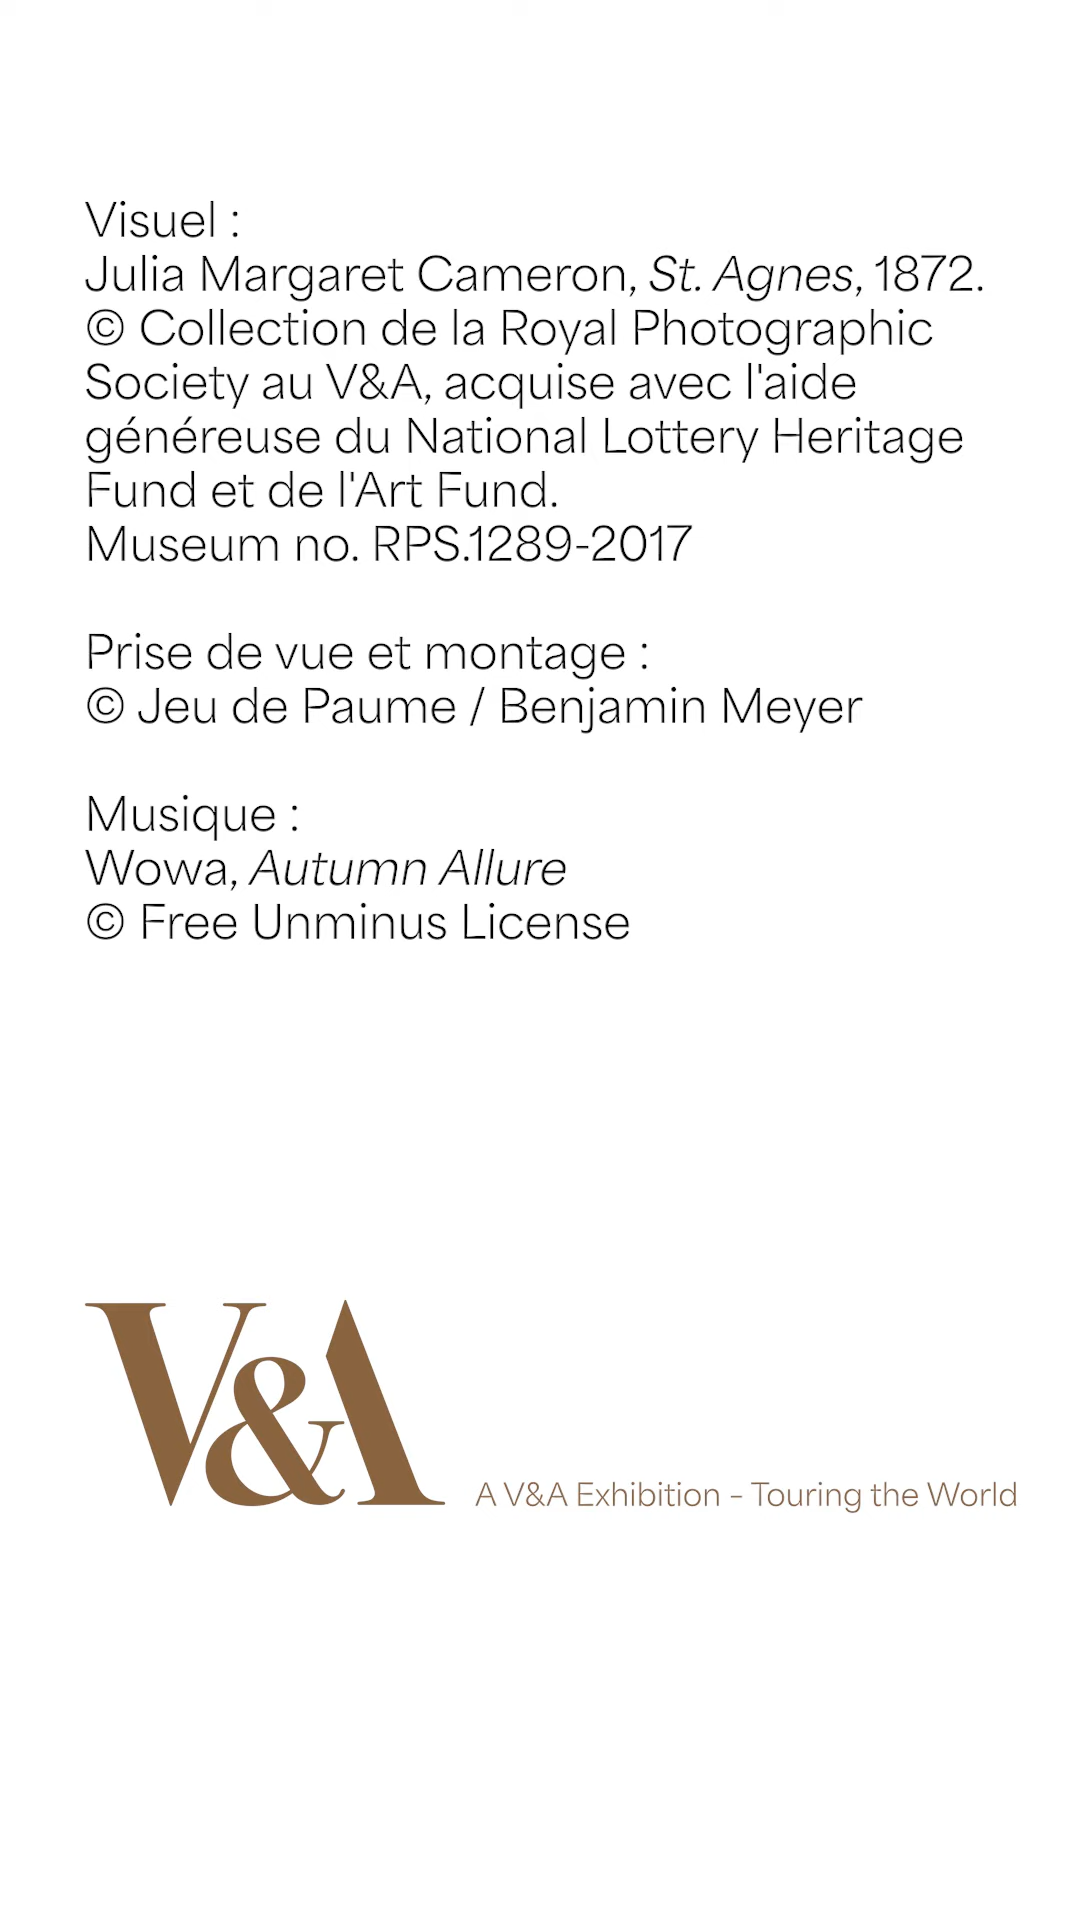 Visuel :
Julia Margaret Cameron, St. Agnes, 1872.
© Collection de la Royal Photographic
Society au V&A, acquise avec l'aide
généreuse du National Lottery Heritage
Fund et de l'Art Fund.
Museum no. RPS.1289-2017
Prise de vue et montage :
© Jeu de Paume / Benjamin Meyer
Musique :
Wowa, Autumn Allure
© Free Unminus License
V&A
A V&A Exhibition – Touring the World